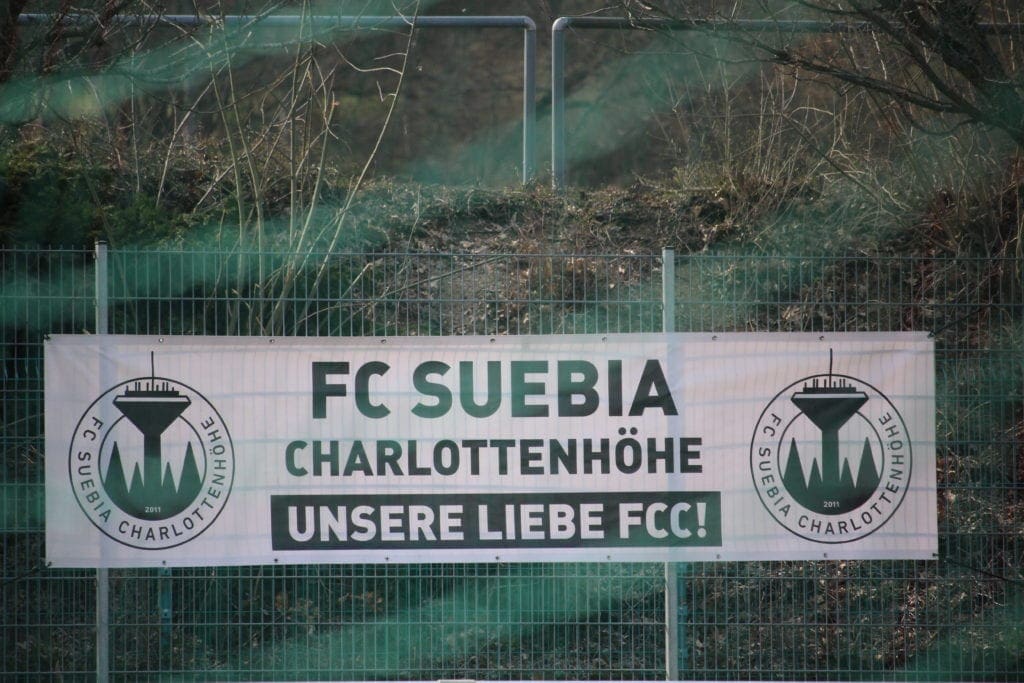 FC SUEBIA CHARLOTTENHÖHE
2011
FC SUEBIA
CHARLOTTENHÖHE
UNSERE LIEBE FCC!
FC SUEBIA CHARLOTTENHÖHE
2011